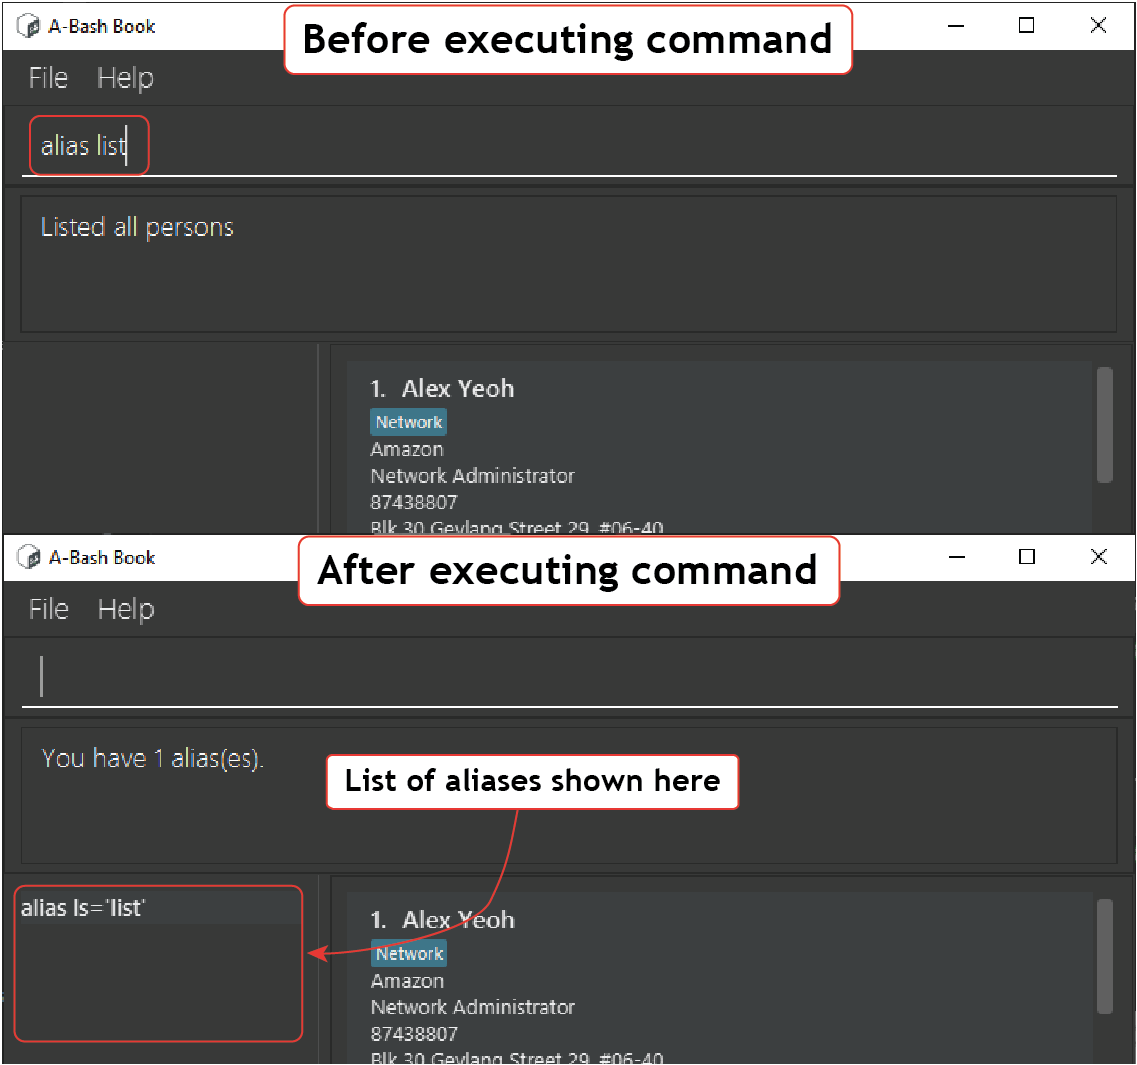 A-Bash Book
Before executing command
File Help
alias list
Listed all persons
1. Alex Yeoh
Network
Amazon
Network Administrator
87438807
Blk 30 Geylang Street 29, #06-40
A-Bash Book
After executing command
File Help
You have 1 alias(es).
List of aliases shown here
alias ls='list'
1. Alex Yeoh
Network
Amazon
Network Administrator
87438807
Blk 30 Geylang Street 29, #06-40